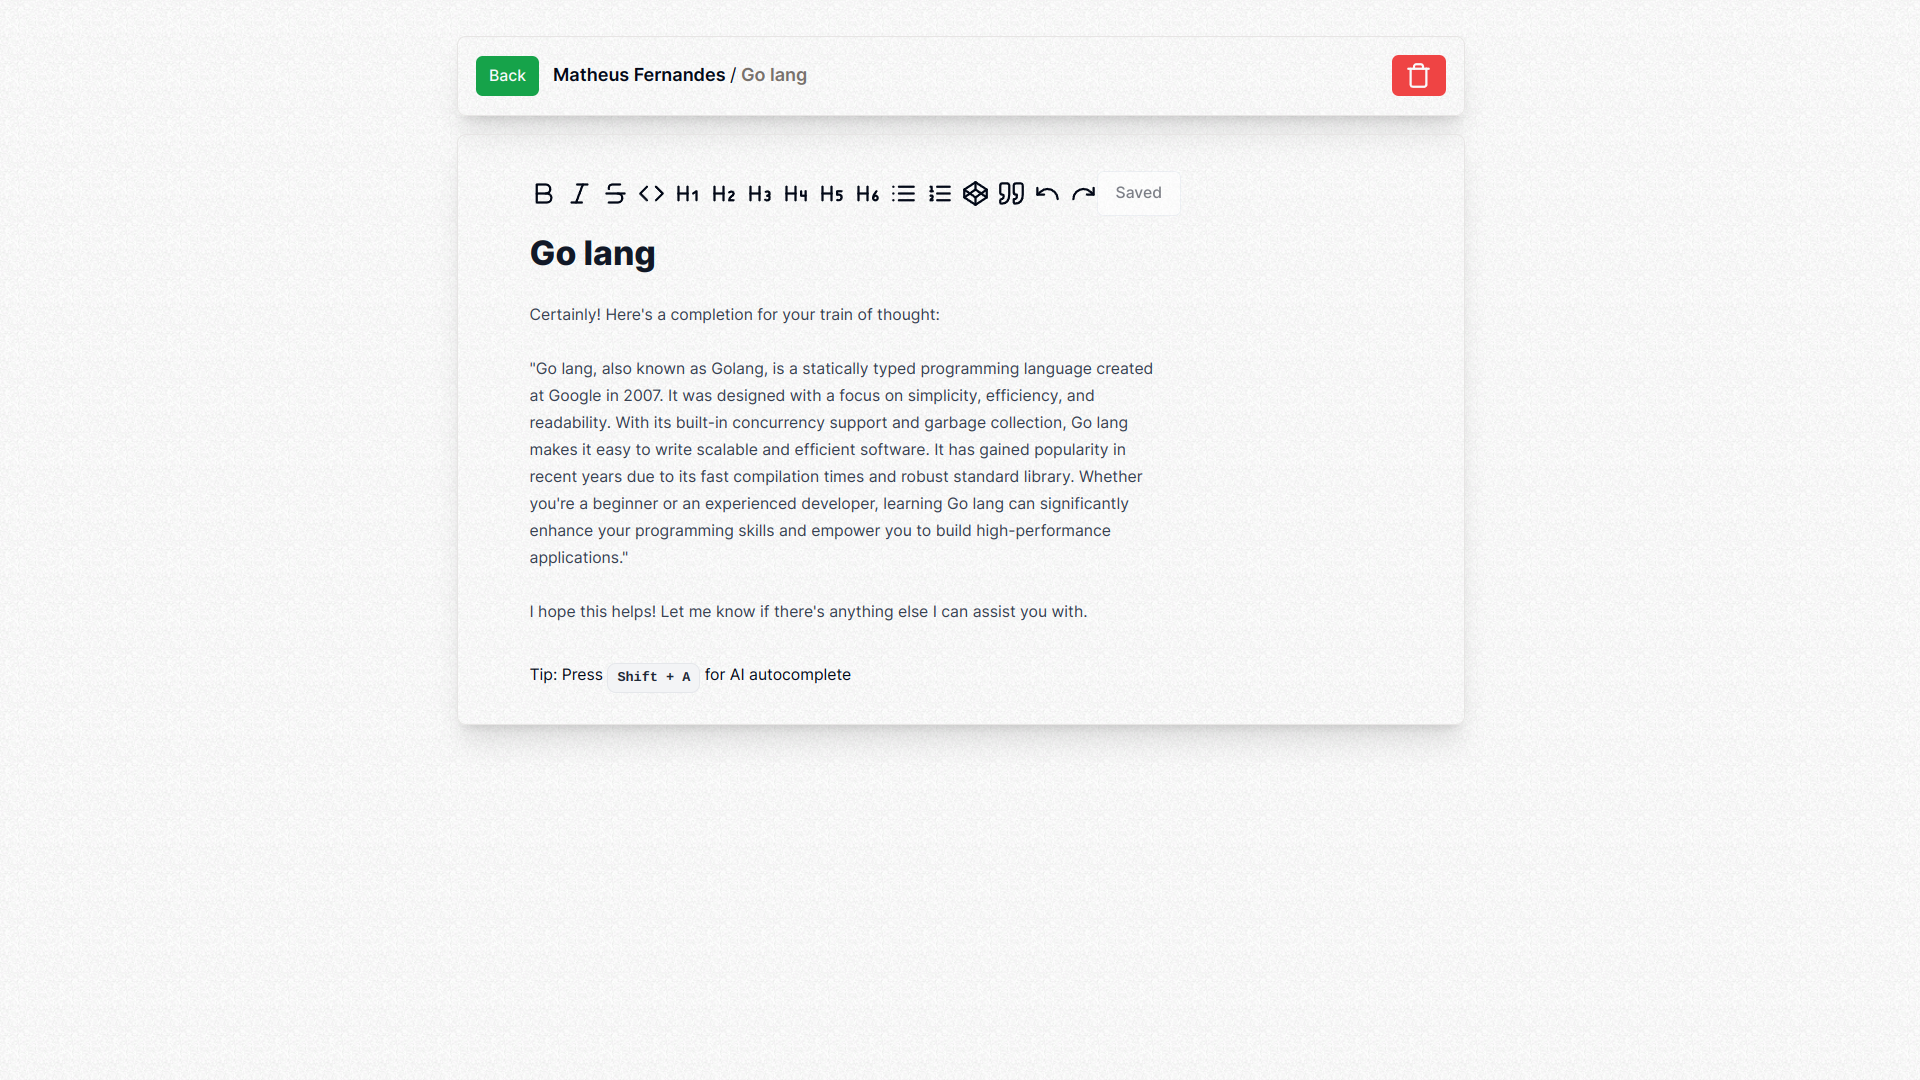 Back
Matheus Fernandes / Go lang
H1 H2 H3 H4 H5 H6
Saved
Go lang
Certainly! Here's a completion for your train of thought:
"Go lang, also known as Golang, is a statically typed programming language created
at Google in 2007. It was designed with a focus on simplicity, efficiency, and
readability. With its built-in concurrency support and garbage collection, Go lang
makes it easy to write scalable and efficient software. It has gained popularity in
recent years due to its fast compilation times and robust standard library. Whether
you're a beginner or an experienced developer, learning Go lang can significantly
enhance your programming skills and empower you to build high-performance
applications."
I hope this helps! Let me know if there's anything else I can assist you with.
Tip: Press Shift + A for AI autocomplete